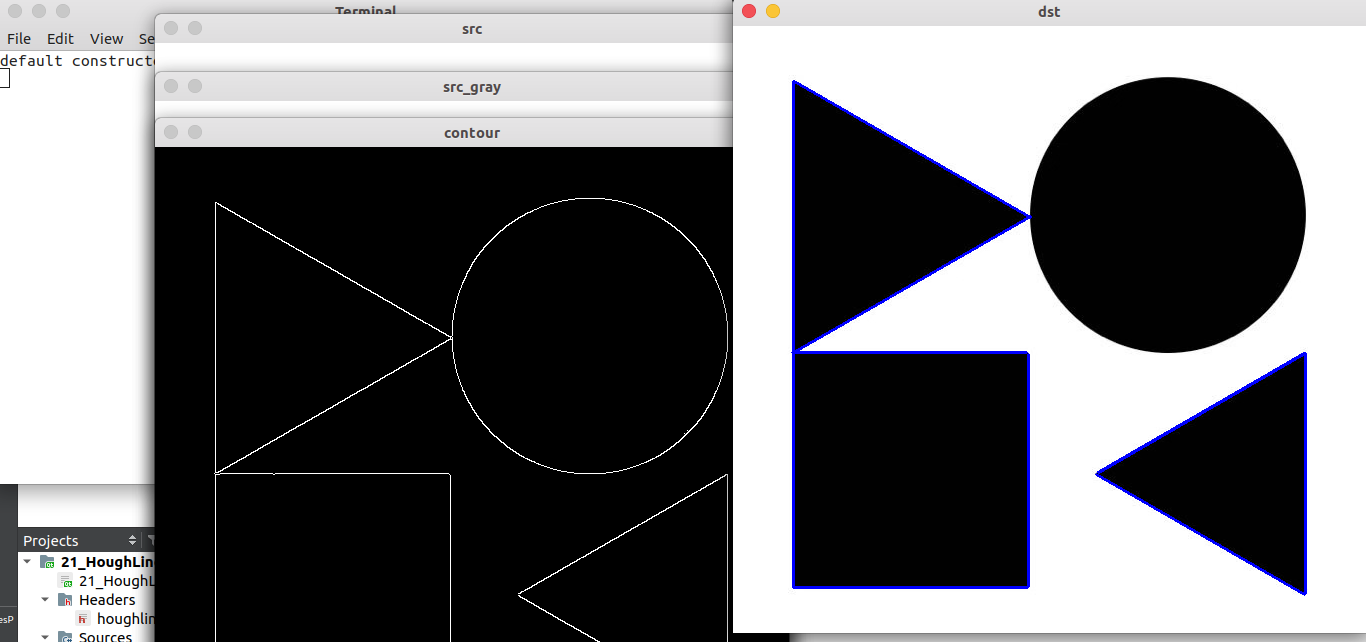 Terminal
File Edit View Se
default constructo
src
src_gray
contour
dst
Projects
21_HoughLin
21_HoughL
Headers
houghlin
Sources
esP